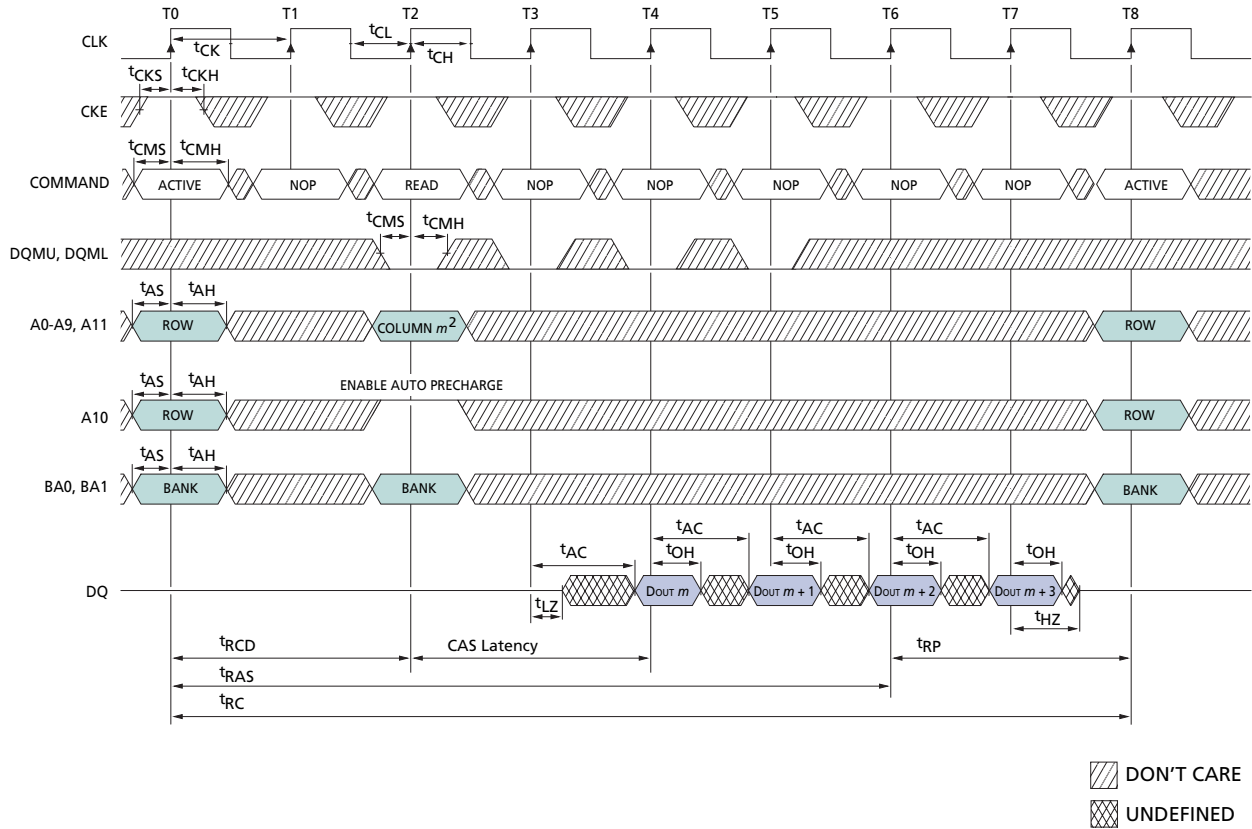 T0 T1 T2 T3 T4 T5 T6 T7 T8
CLK
tCK tCL tCH
tCKS tCKH
CKE
tCMS tCMH
COMMAND ACTIVE NOP READ NOP NOP NOP NOP NOP ACTIVE
tCMS tCMH
DQMU, DQML
tAS tAH
A0-A9, A11 ROW COLUMN m2 ROW
tAS tAH ENABLE AUTO PRECHARGE
A10 ROW ROW
tAS tAH
BA0, BA1 BANK BANK BANK
tAC tAC tAC tAC
tOH tOH tOH tOH
DQ DOUT m DOUT m + 1 DOUT m + 2 DOUT m + 3
tLZ tHZ
tRCD CAS Latency tRP
tRAS
tRC
DON'T CARE
UNDEFINED